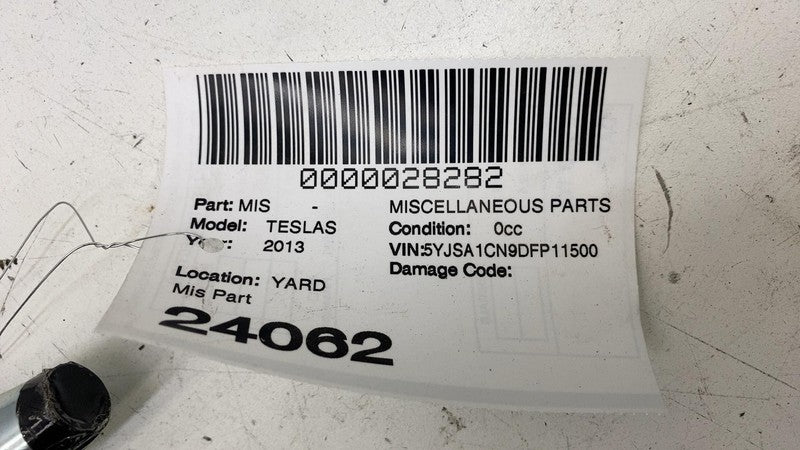 0000028282
Part: MIS - MISCELLANEOUS PARTS
Model: TESLAS Condition: 0cc
Year: 2013 VIN:5YJSA1CN9DFP11500
Damage Code:
Location: YARD
Mis Part
24062